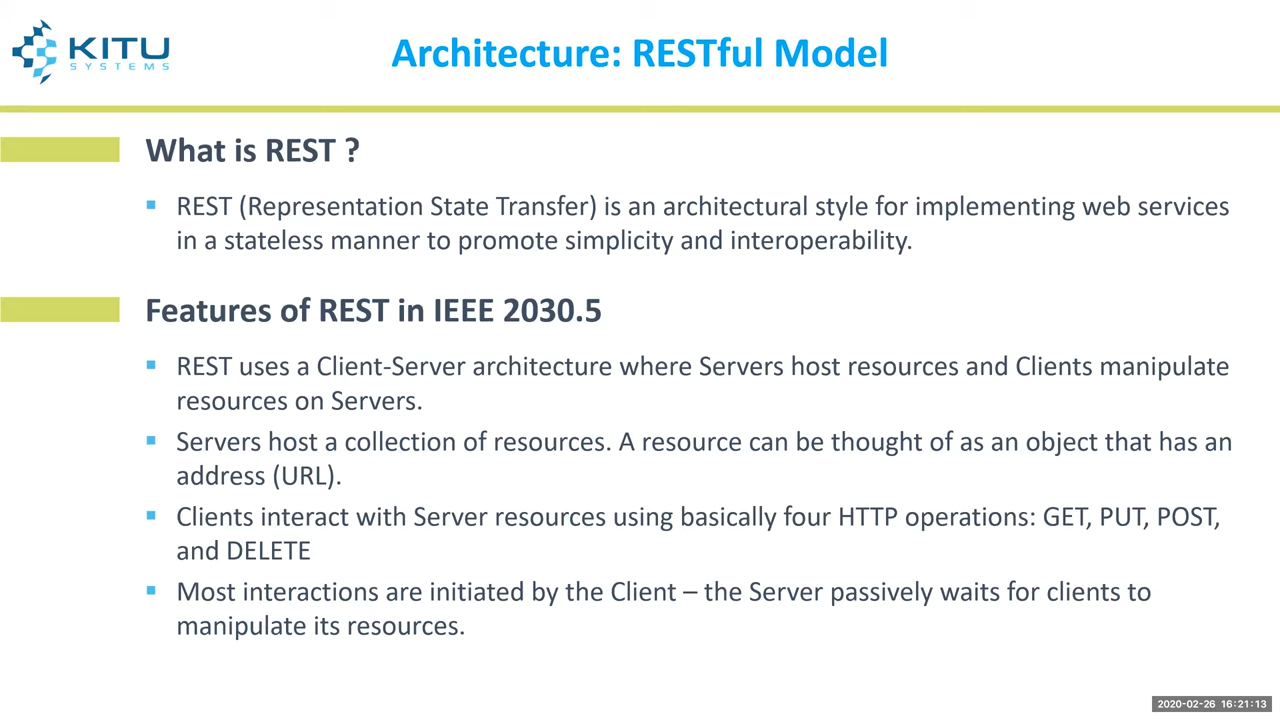 KITU
SYSTEMS
Architecture: RESTful Model
What is REST ?
▪ REST (Representation State Transfer) is an architectural style for implementing web services
in a stateless manner to promote simplicity and interoperability.
Features of REST in IEEE 2030.5
▪ REST uses a Client-Server architecture where Servers host resources and Clients manipulate
resources on Servers.
▪ Servers host a collection of resources. A resource can be thought of as an object that has an
address (URL).
▪ Clients interact with Server resources using basically four HTTP operations: GET, PUT, POST,
and DELETE
▪ Most interactions are initiated by the Client – the Server passively waits for clients to
manipulate its resources.
2020-02-26 16:21:13